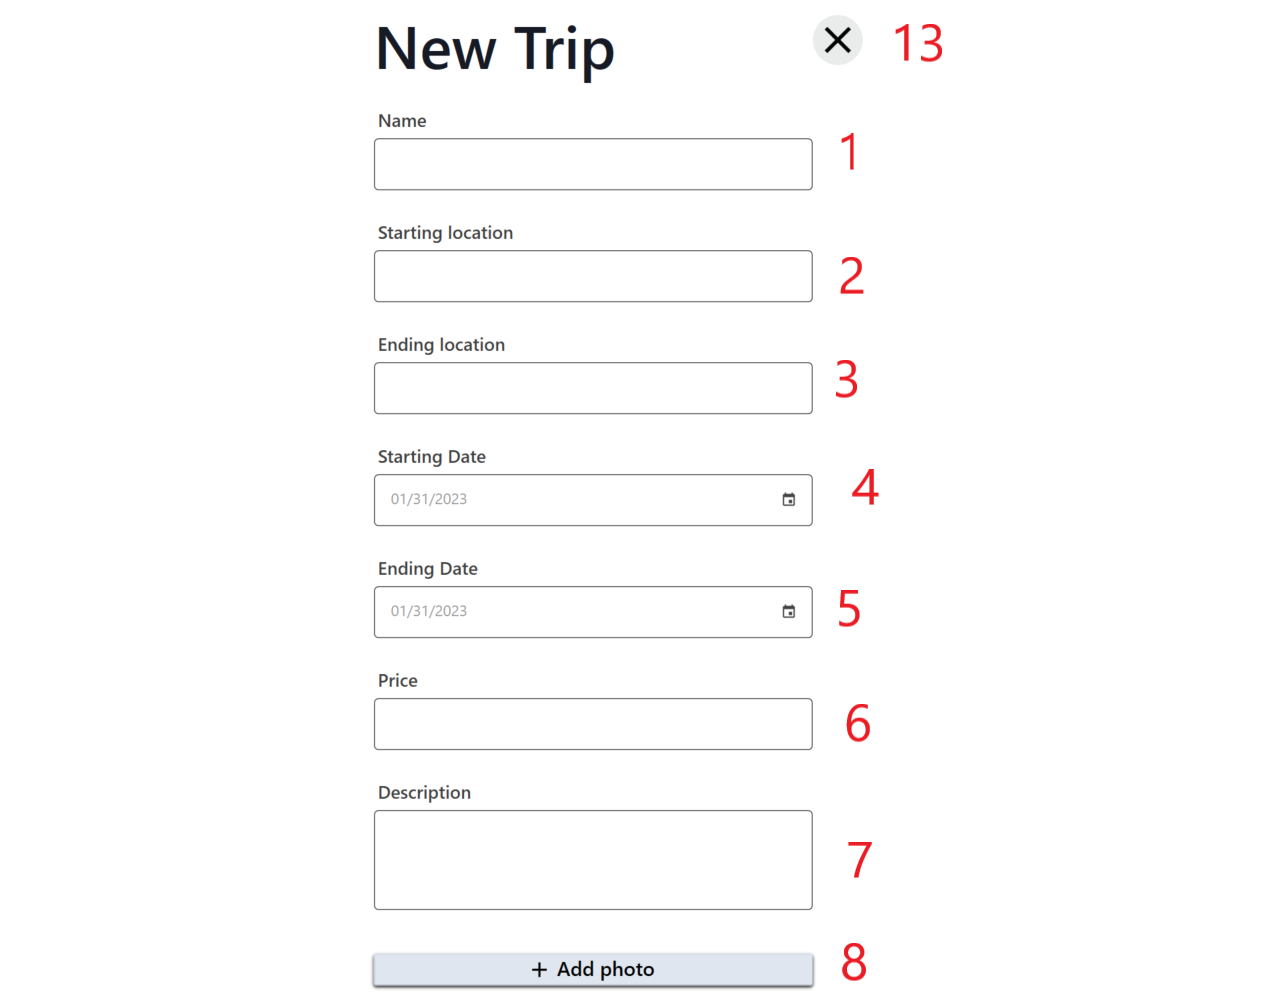 New Trip 13
Name
1
Starting location
2
Ending location
3
Starting Date
01/31/2023 4
Ending Date
01/31/2023 5
Price
6
Description
7
+ Add photo 8